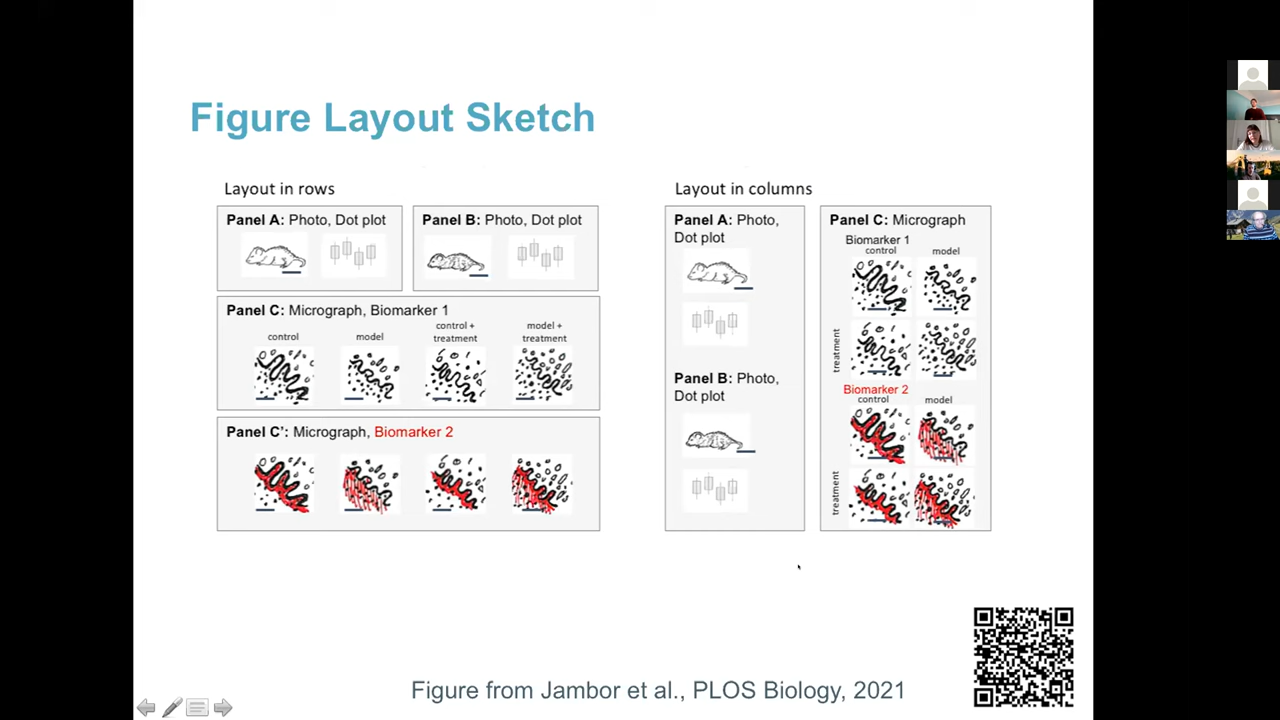 Figure Layout Sketch
Layout in rows
Panel A: Photo, Dot plot
Panel B: Photo, Dot plot
Panel C: Micrograph, Biomarker 1
control
model
control +
treatment
model +
treatment
Panel C’: Micrograph, Biomarker 2
Layout in columns
Panel A: Photo,
Dot plot
Panel B: Photo,
Dot plot
Panel C: Micrograph
Biomarker 1
control
model
treatment
Biomarker 2
control
model
treatment
Figure from Jambor et al., PLOS Biology, 2021